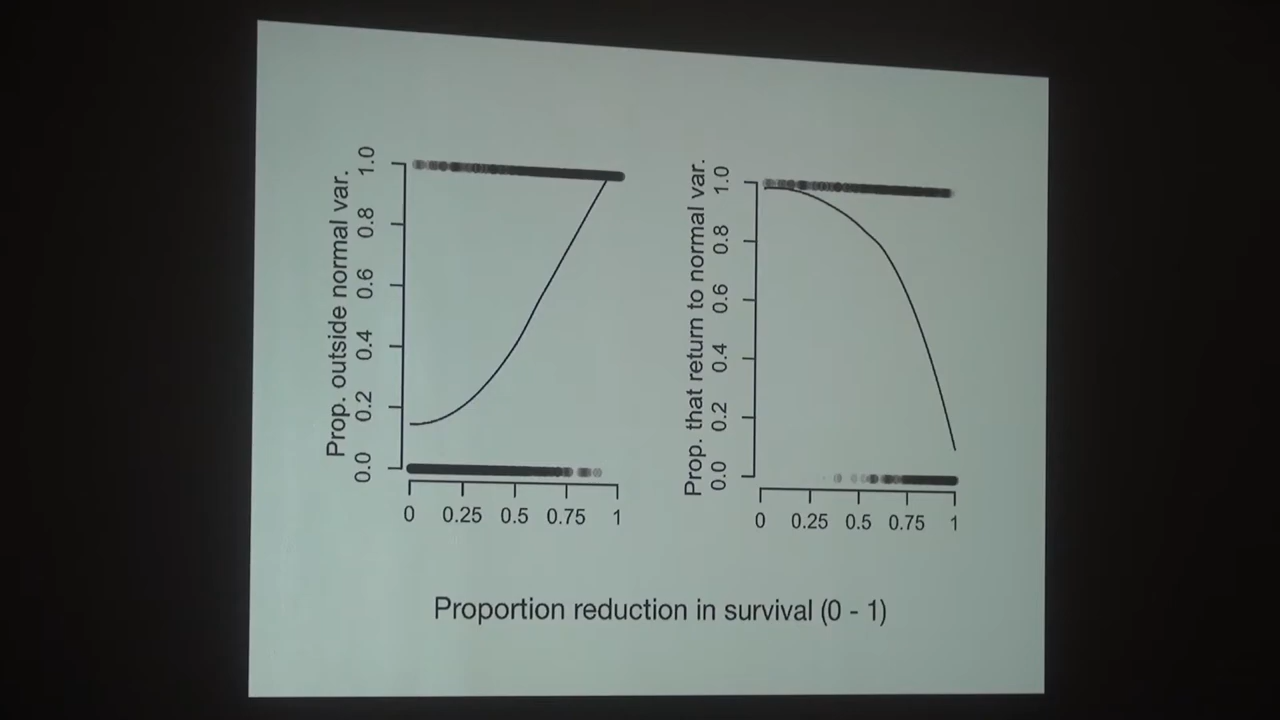 Prop. outside normal var.
1.0
0.8
0.6
0.4
0.2
0.0
0 0.25 0.5 0.75 1
Prop. that return to normal var.
1.0
0.8
0.6
0.4
0.2
0.0
0 0.25 0.5 0.75 1
Proportion reduction in survival (0 - 1)